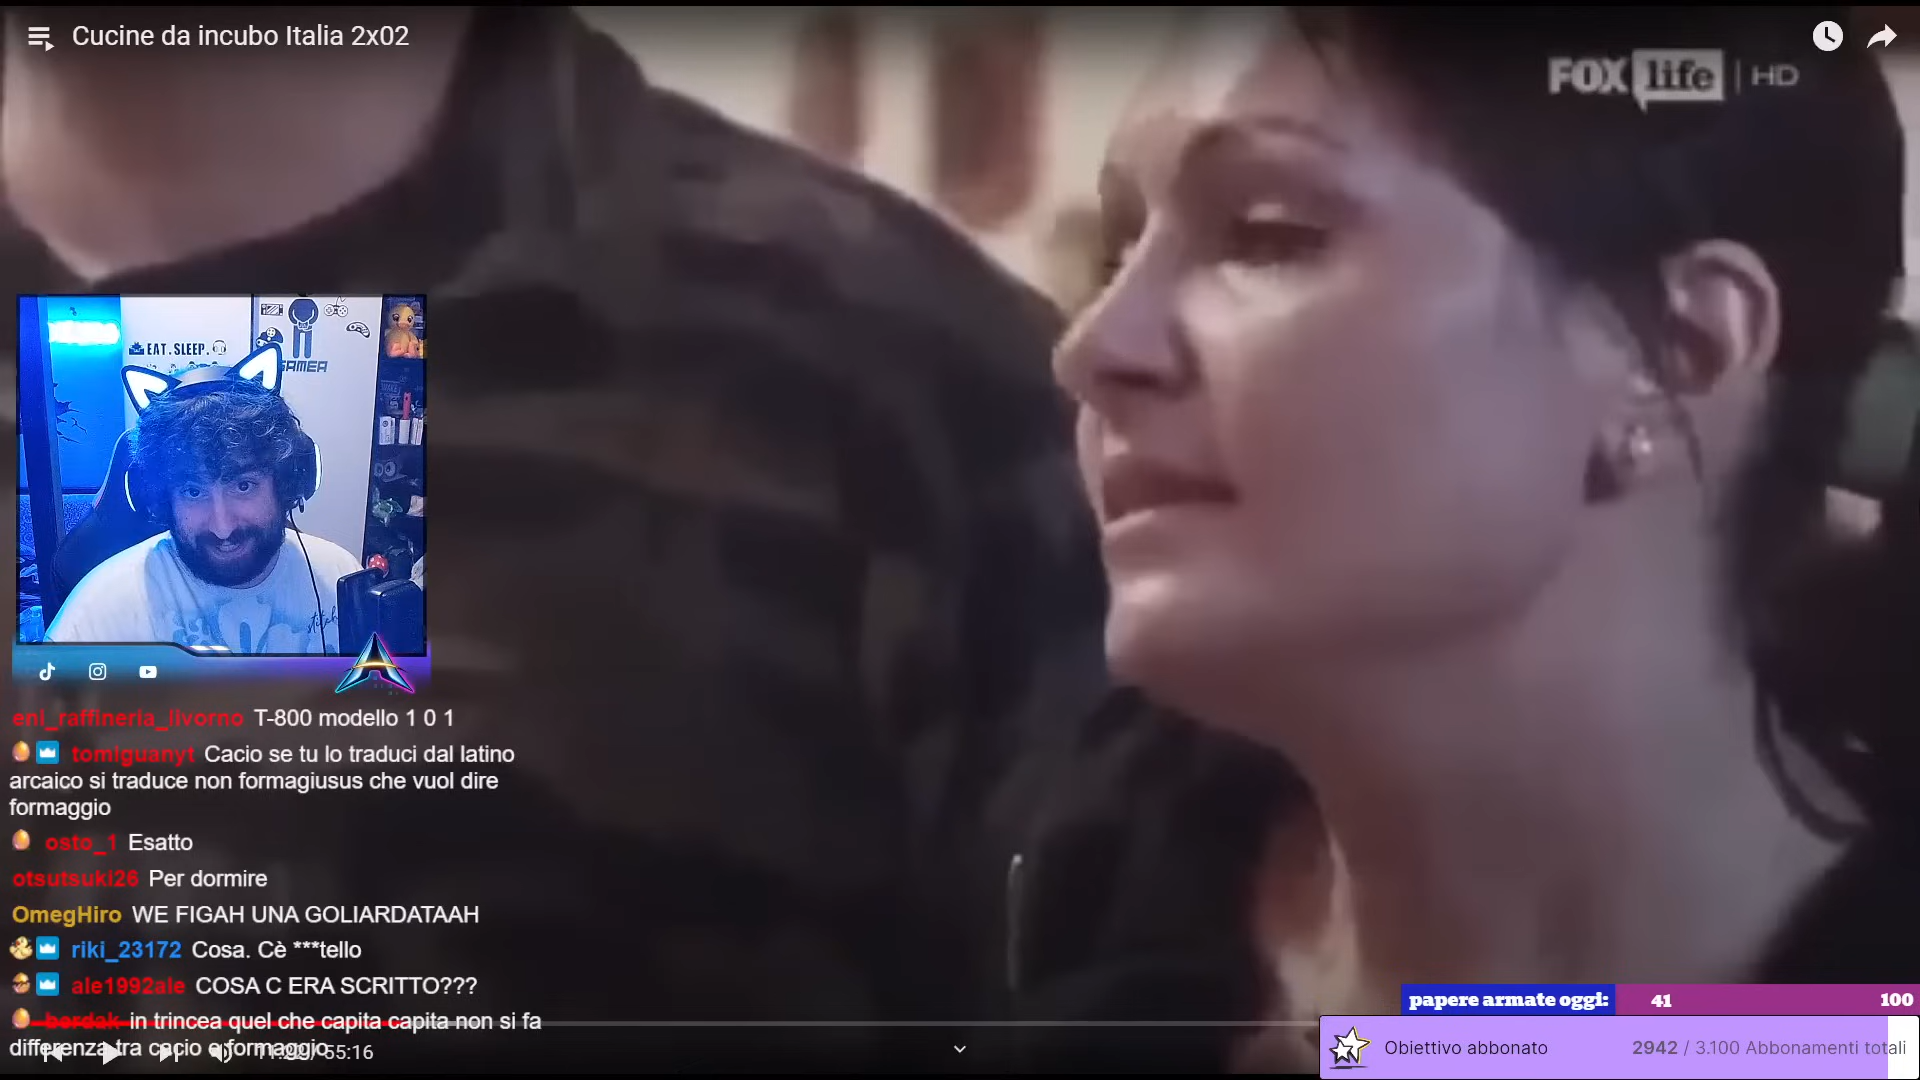 Cucine da incubo Italia 2x02
FOX life | HD
EAT.SLEEP.
GAMER
stitch
eni_raffineria_livorno T-800 modello 1 0 1
tomiguanyt Cacio se tu lo traduci dal latino
arcaico si traduce non formagiusus che vuol dire
formaggio
osto_1 Esatto
otsutsuki26 Per dormire
OmegHiro WE FIGAH UNA GOLIARDATAAH
riki_23172 Cosa. Cè ***tello
ale1992ale COSA C ERA SCRITTO???
berdak in trincea quel che capita capita non si fa
differenza tra cacio e formaggio
11:22 / 55:16
papere armate oggi: 41 100
Obiettivo abbonato 2942 / 3.100 Abbonamenti totali